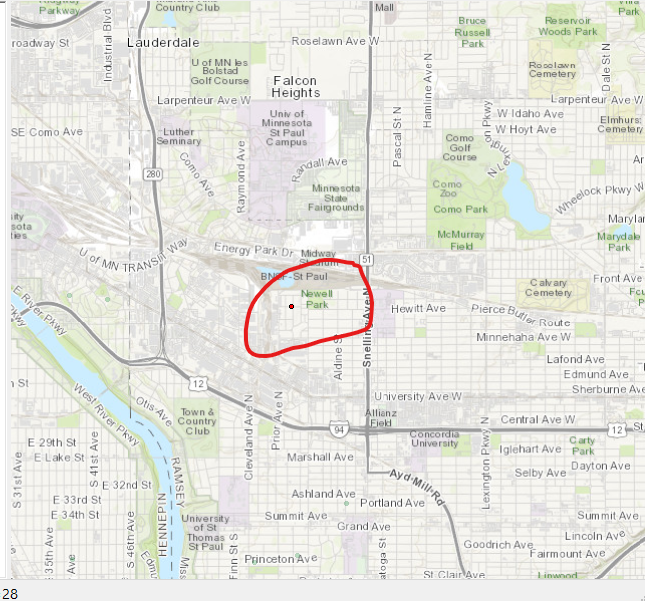 Parkway
Country Club
Mall
Bruce
Russell
Park
Reservoir
Woods Park
Park
roadway St
Industrial Blvd
Lauderdale
Roselawn Ave W
Hamline Ave N
Dale St N
U of MN les
Bolstad
Golf Course
Falcon
Heights
Roselawn
Cemetery
Larpenteur Ave W
Larpenteur Ave W
Univ of
Minnesota
St Paul
Campus
Pascal St N
W Idaho Ave
W Hoyt Ave
Elmhurs
Cemetery
SE Como Ave
Luther
Seminary
Como Ave
Raymond Ave
Randall Ave
Como
Golf
Course
280
Minnesota
State
Fairgrounds
Como
Zoo
Como Park
Wheelock Pkwy W
Maryland
Marydale
Park
McMurray
Field
U of MN TRANSit Way
Energy Park Dr
Midway
Stadium
51
BNSF-St Paul
Newell
Park
Calvary
Cemetery
Front Ave
E River Pkwy
Snelling Ave N
Hewitt Ave
Pierce Butler Route
Minnehaha Ave W
Aldine S
Lafond Ave
Edmund Ave
Sherburne Av
12
n St
West River Pkwy
Otis Ave
Town &
Country
Club
Cleveland Ave N
Prior Ave N
University Ave W
Allianz
Field
94
Central Ave W
12
St
Concordia
University
Lexington Pkwy N
Iglehart Ave
Carty
Park
E 29th St
E Lake St
Marshall Ave
Dayton Ave
Selby Ave
S 31st Ave
S 41st Ave
E 32nd St
E 33rd St
E 34th St
RAMSEY
HENNEPIN
Ashland Ave
Portland Ave
Ayd Mill Rd
Summit Ave
Summit Ave
University
of St
Thomas
St Paul
Grand Ave
Lincoln Ave
Goodrich Ave
Fairmount Ave
35th Ave
S 46th Ave
Finn St S
Princeton Ave
St Clair Ave
Linwood
28